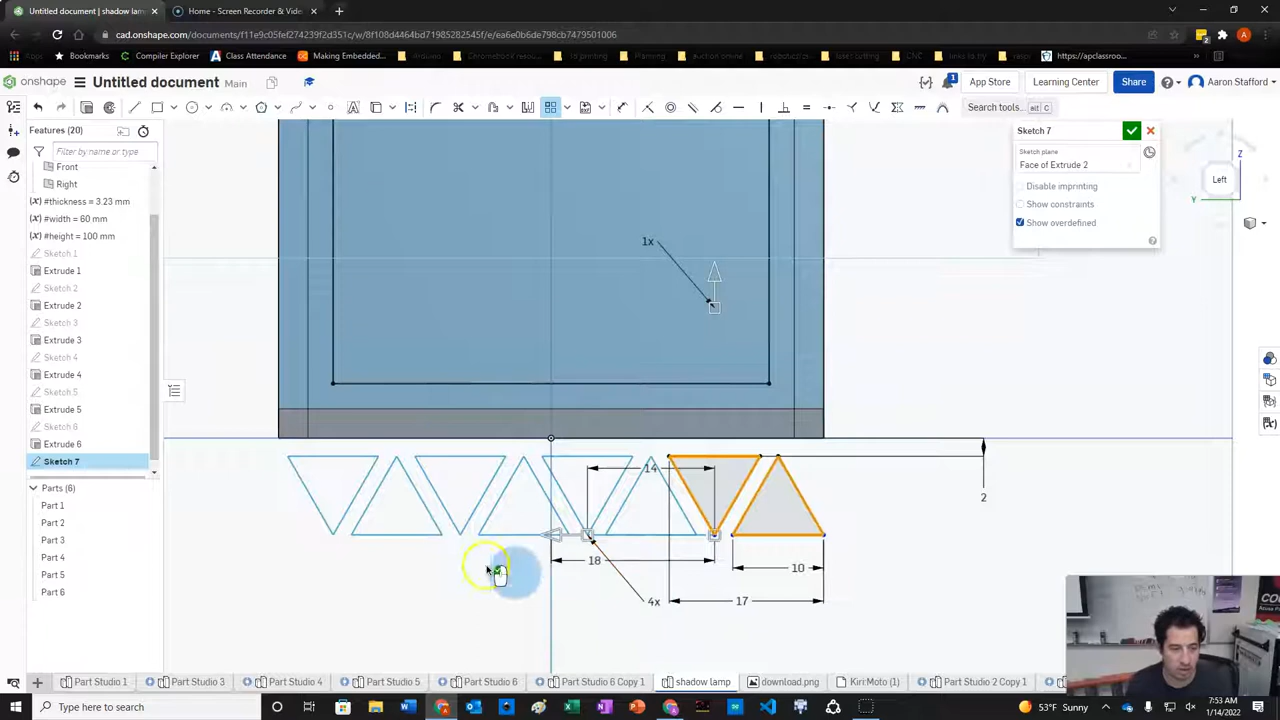 Untitled document | shadow lam
Home - Screen Recorder & Vide
cad.onshape.com/documents/f11e9c05fef274239f2d351c/w/8f108d4464bd71985282545f/e/ea6e0b6de798cb7479501006
Apps
Bookmarks
Compiler Explorer
Class Attendance
Making Embedded...
https://apclassroo...
onshape
Untitled document
Main
1
App Store
Learning Center
Share
Aaron Stafford
Search tools...
alt C
Features (20)
Filter by name or type
Front
Right
#thickness = 3.23 mm
#width = 60 mm
#height = 100 mm
Sketch 1
Extrude 1
Sketch 2
Extrude 2
Sketch 3
Extrude 3
Sketch 4
Extrude 4
Sketch 5
Extrude 5
Sketch 6
Extrude 6
Sketch 7
Parts (6)
Part 1
Part 2
Part 3
Part 4
Part 5
Part 6
Sketch 7
Sketch plane
Face of Extrude 2
Disable imprinting
Show constraints
Show overdefined
Z
Left
Y
1x
14
2
18
10
4x
17
Part Studio 1
Part Studio 3
Part Studio 4
Part Studio 5
Part Studio 6
Part Studio 6 Copy 1
shadow lamp
download.png
Kiri:Moto (1)
Part Studio 2 Copy 1
Type here to search
53°F Sunny
7:53 AM
1/14/2022